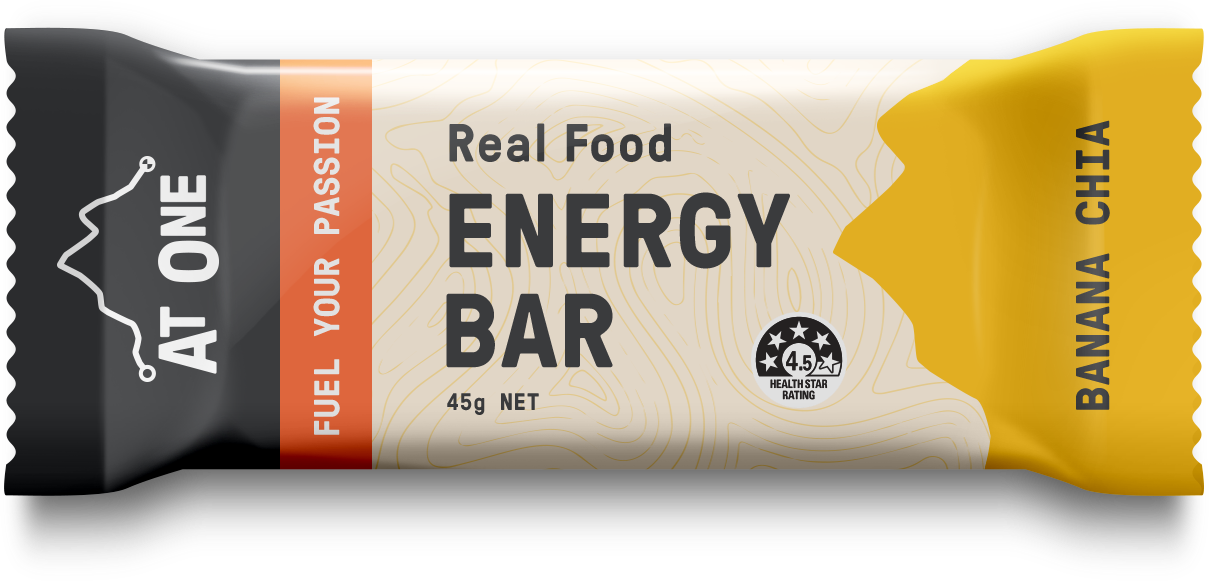 AT ONE
FUEL YOUR PASSION
Real Food
ENERGY
BAR
45g NET
4.5
HEALTH STAR
RATING
BANANA CHIA